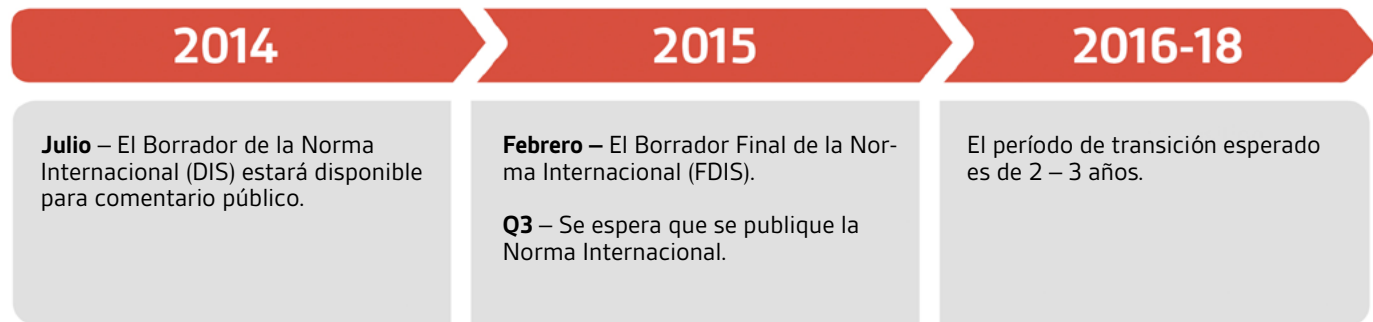 2014
2015
2016-18
Julio – El Borrador de la Norma
Internacional (DIS) estará disponible
para comentario público.
Febrero – El Borrador Final de la Nor-
ma Internacional (FDIS).
Q3 – Se espera que se publique la
Norma Internacional.
El período de transición esperado
es de 2 – 3 años.